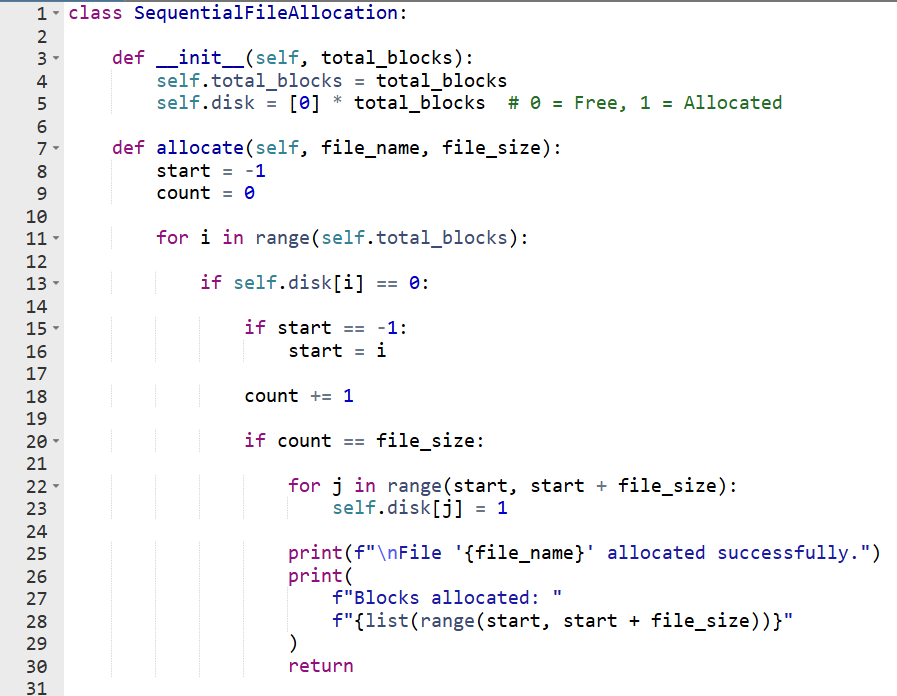 1 class SequentialFileAllocation:
2
3     def __init__(self, total_blocks):
4         self.total_blocks = total_blocks
5         self.disk = [0] * total_blocks  # 0 = Free, 1 = Allocated
6
7     def allocate(self, file_name, file_size):
8         start = -1
9         count = 0
10
11         for i in range(self.total_blocks):
12
13             if self.disk[i] == 0:
14
15                 if start == -1:
16                     start = i
17
18                 count += 1
19
20                 if count == file_size:
21
22                     for j in range(start, start + file_size):
23                         self.disk[j] = 1
24
25                     print(f"\nFile '{file_name}' allocated successfully.")
26                     print(
27                         f"Blocks allocated: "
28                         f"{list(range(start, start + file_size))}"
29                     )
30                     return
31